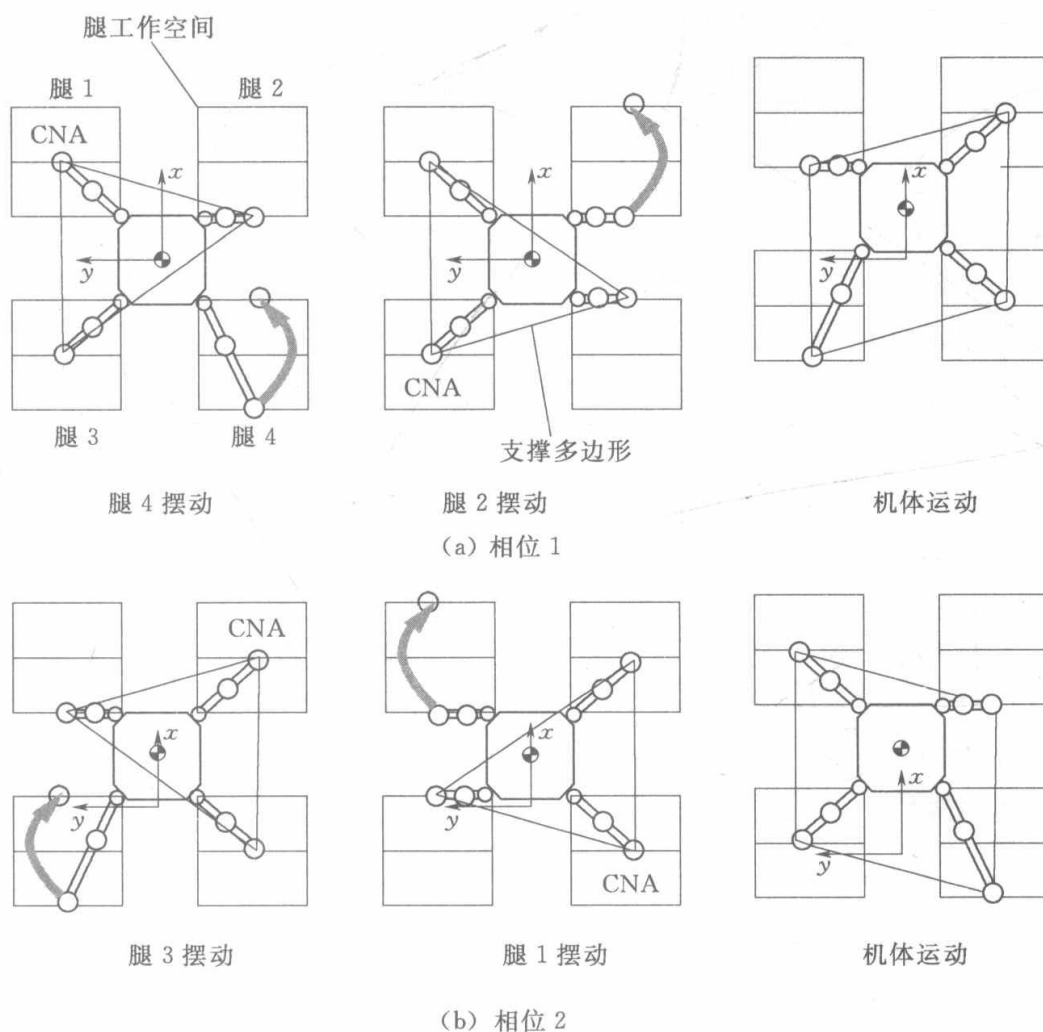 腿工作空间
腿 1
腿 2
CNA
x
y
腿 3
腿 4
腿 4 摆动
x
y
CNA
支撑多边形
腿 2 摆动
x
y
机体运动
(a) 相位 1
x
y
CNA
腿 3 摆动
x
y
CNA
腿 1 摆动
x
y
机体运动
(b) 相位 2